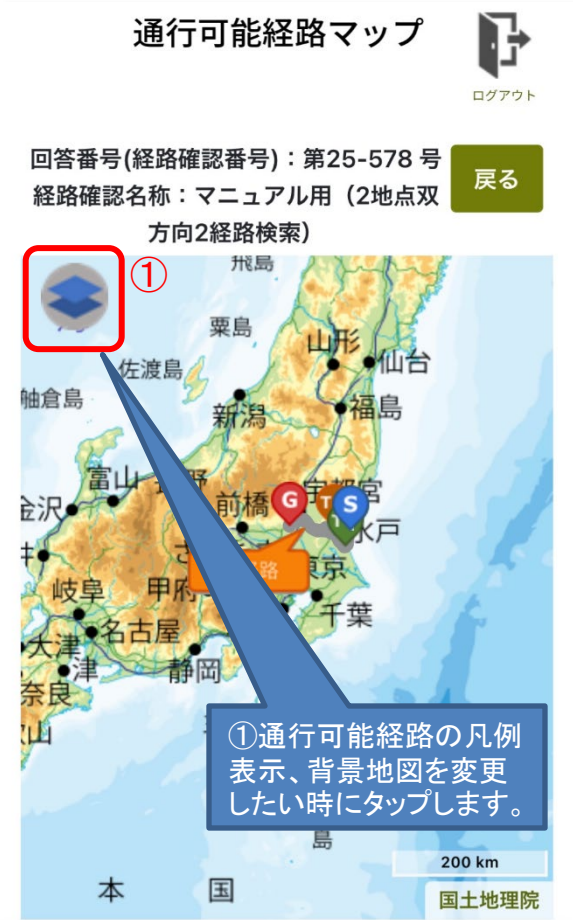 通行可能経路マップ
ログアウト
回答番号(経路確認番号)：第25-578 号
経路確認名称：マニュアル用（2地点双
方向2経路検索）
戻る
①
飛島
粟島
山形
仙台
佐渡島
舳倉島
新潟
福島
富山
金沢
前橋
G
T
S
1
水戸
路
東京
岐阜
甲府
千葉
大津
名古屋
津
静岡
奈良
山
①通行可能経路の凡例
表示、背景地図を変更
したい時にタップします。
島
200 km
本 国
国土地理院